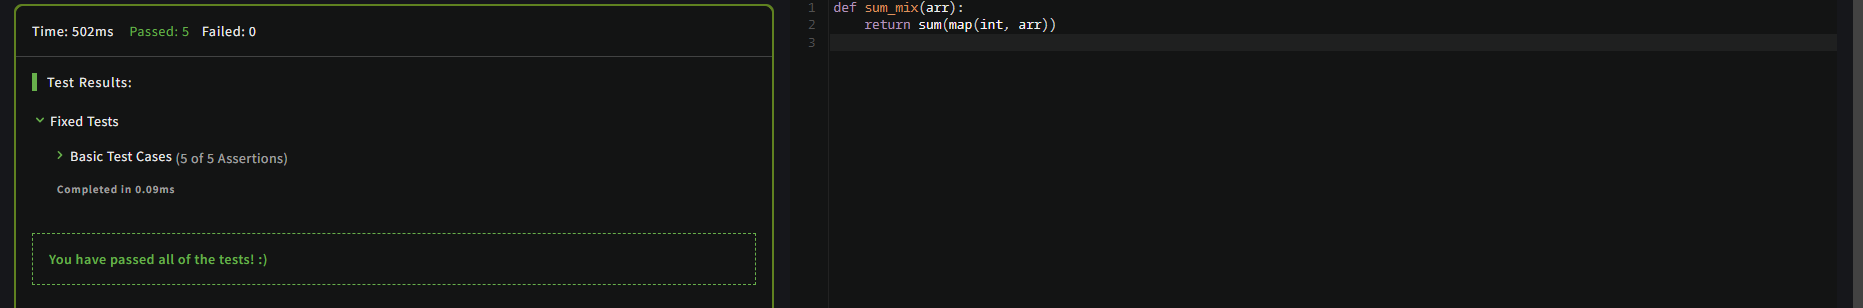 Time: 502ms Passed: 5 Failed: 0
Test Results:
Fixed Tests
Basic Test Cases (5 of 5 Assertions)
Completed in 0.09ms
You have passed all of the tests! :)
1 def sum_mix(arr):
2     return sum(map(int, arr))
3